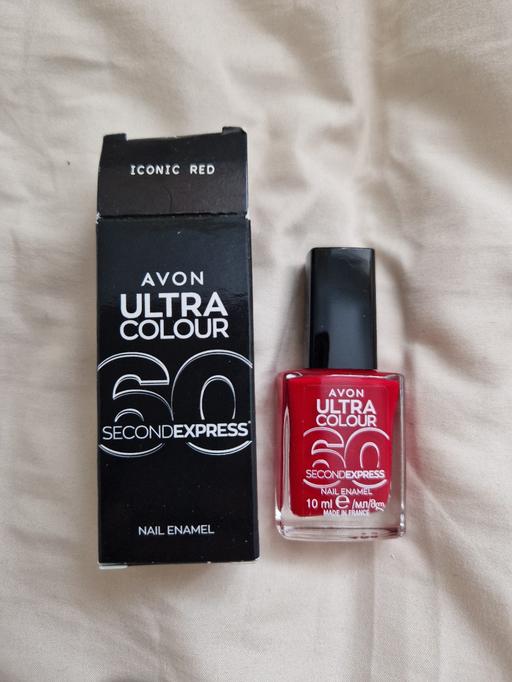 ICONIC RED
AVON
ULTRA
COLOUR
60
SECONDEXPRESS
NAIL ENAMEL
AVON
ULTRA
COLOUR
60
SECONDEXPRESS
NAIL ENAMEL
10 ml e /мл/
MADE IN FRANCE